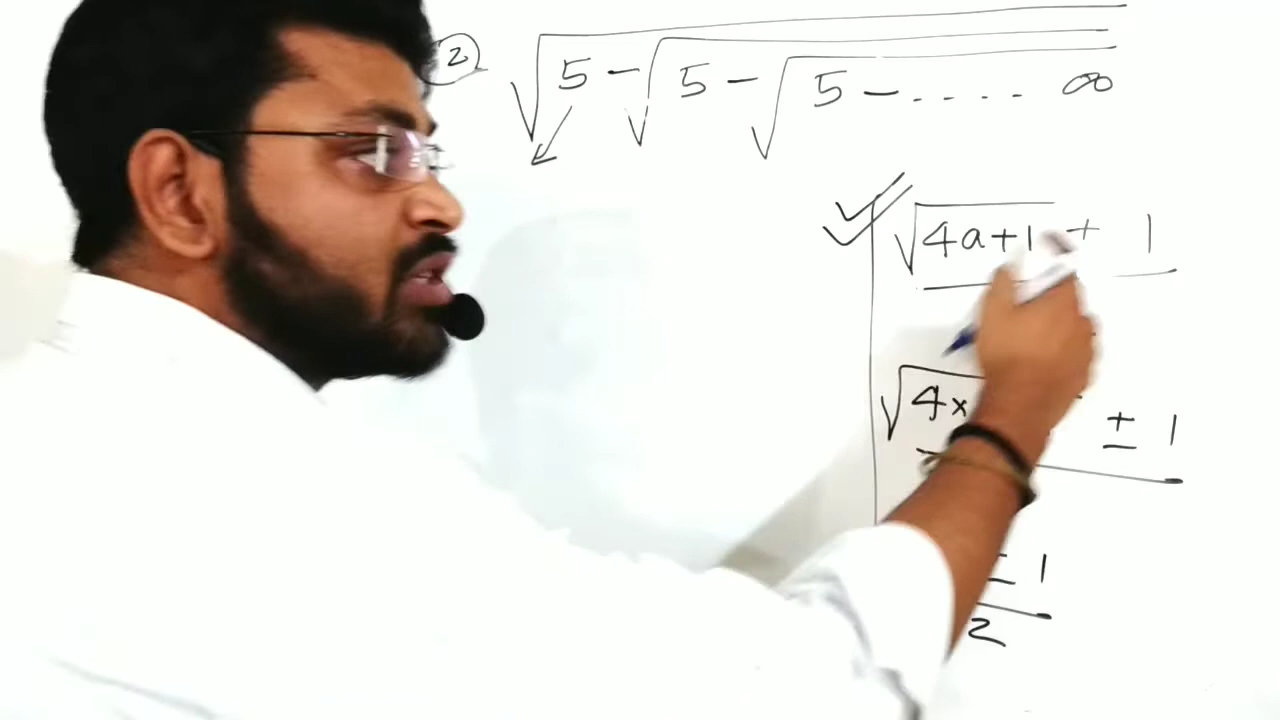 2 √5 - √5 - √5 - .... ∞
√4a+1 + 1
√4x ± 1
1
2